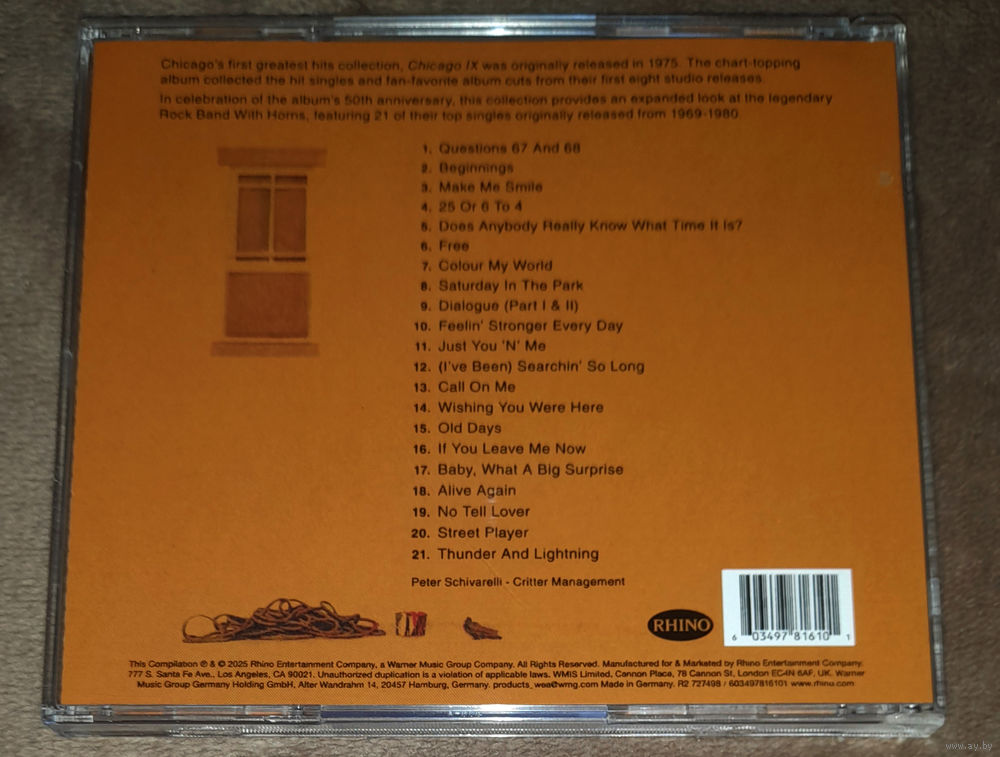 Chicago's first greatest hits collection, Chicago IX was originally released in 1975. The chart-topping
album collected the hit singles and fan-favorite album cuts from their first eight studio releases.
In celebration of the album's 50th anniversary, this collection provides an expanded look at the legendary
Rock Band With Horns, featuring 21 of their top singles originally released from 1969-1980.
1. Questions 67 And 68
2. Beginnings
3. Make Me Smile
4. 25 Or 6 To 4
5. Does Anybody Really Know What Time It Is?
6. Free
7. Colour My World
8. Saturday In The Park
9. Dialogue (Part I & II)
10. Feelin' Stronger Every Day
11. Just You 'N' Me
12. (I've Been) Searchin' So Long
13. Call On Me
14. Wishing You Were Here
15. Old Days
16. If You Leave Me Now
17. Baby, What A Big Surprise
18. Alive Again
19. No Tell Lover
20. Street Player
21. Thunder And Lightning
Peter Schivarelli - Critter Management
RHINO
6 03497 81610 1
This Compilation ℗ & © 2025 Rhino Entertainment Company, a Warner Music Group Company. All Rights Reserved. Manufactured for & Marketed by Rhino Entertainment Company.
777 S. Santa Fe Ave., Los Angeles, CA 90021. Unauthorized duplication is a violation of applicable laws. WMIS Limited, Cannon Place, 78 Cannon St, London EC4N 6AF, UK. Warner
Music Group Germany Holding GmbH, Alter Wandrahm 14, 20457 Hamburg, Germany. products_wea@wmg.com Made in Germany. R2 727498 / 603497816101 www.rhino.com
www.ay.by